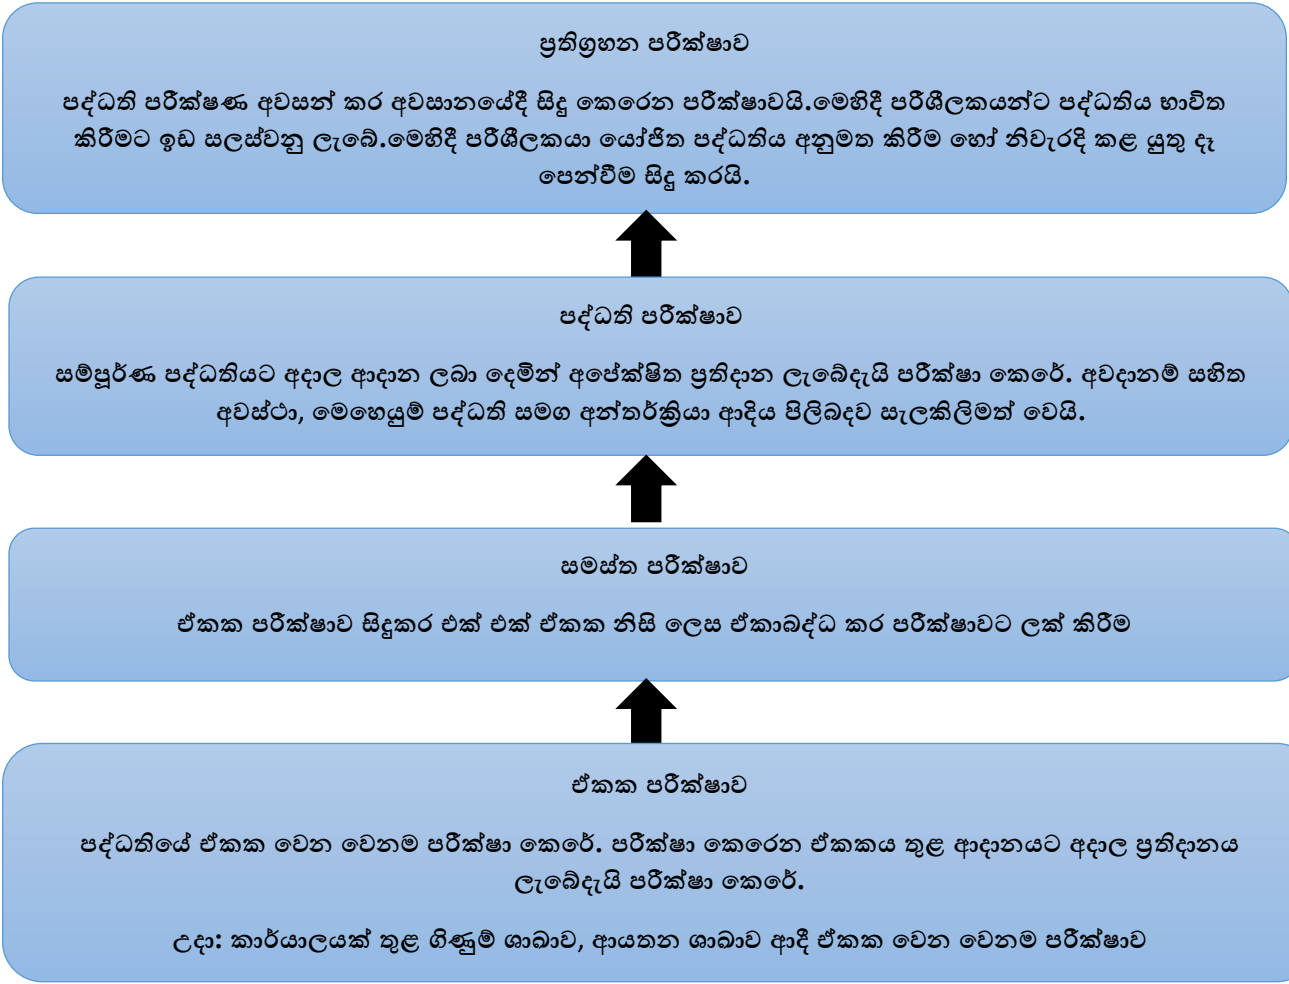 ප්‍රතිග්‍රහන පරීක්ෂාව
පද්ධති පරීක්ෂණ අවසන් කර අවසානයේදී සිදු කෙරෙන පරීක්ෂාවයි.මෙහිදී පරිශීලකයන්ට පද්ධතිය භාවිත
කිරීමට ඉඩ සලස්වනු ලැබේ.මෙහිදී පරිශීලකයා යෝජිත පද්ධතිය අනුමත කිරීම හෝ නිවැරදි කළ යුතු දෑ
පෙන්වීම සිදු කරයි.
පද්ධති පරීක්ෂාව
සම්පූර්ණ පද්ධතියට අදාල ආදාන ලබා දෙමින් අපේක්ෂිත ප්‍රතිදාන ලැබේදැයි පරීක්ෂා කෙරේ. අවදානම් සහිත
අවස්ථා, මෙහෙයුම් පද්ධති සමග අන්තර්ක්‍රියා ආදිය පිලිබදව සැලකිලිමත් වෙයි.
සමස්ත පරීක්ෂාව
ඒකක පරීක්ෂාව සිදුකර එක් එක් ඒකක නිසි ලෙස ඒකාබද්ධ කර පරීක්ෂාවට ලක් කිරීම
ඒකක පරීක්ෂාව
පද්ධතියේ ඒකක වෙන වෙනම පරීක්ෂා කෙරේ. පරීක්ෂා කෙරෙන ඒකකය තුළ ආදානයට අදාල ප්‍රතිදානය
ලැබේදැයි පරීක්ෂා කෙරේ.
උදා: කාර්යාලයක් තුළ ගිණුම් ශාඛාව, ආයතන ශාඛාව ආදී ඒකක වෙන වෙනම පරීක්ෂාව